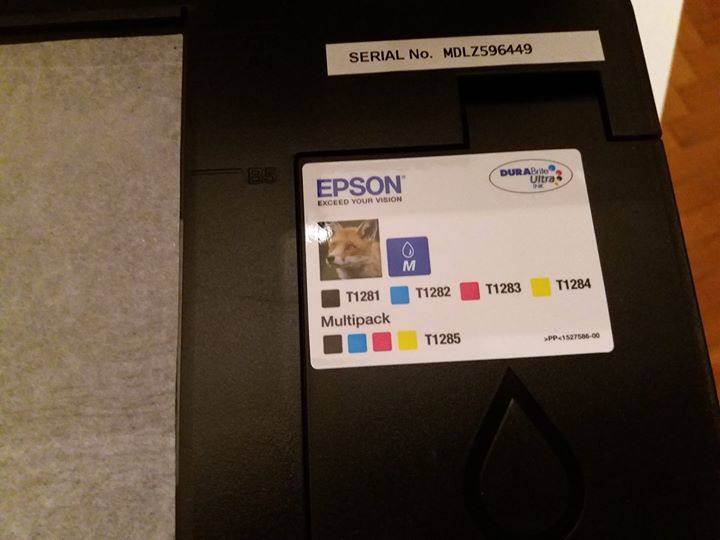 SERIAL No. MDLZ596449
B5
EPSON
EXCEED YOUR VISION
DURABrite
Ultra
INK
M
T1281 T1282 T1283 T1284
Multipack
T1285
>PP<1527586-00